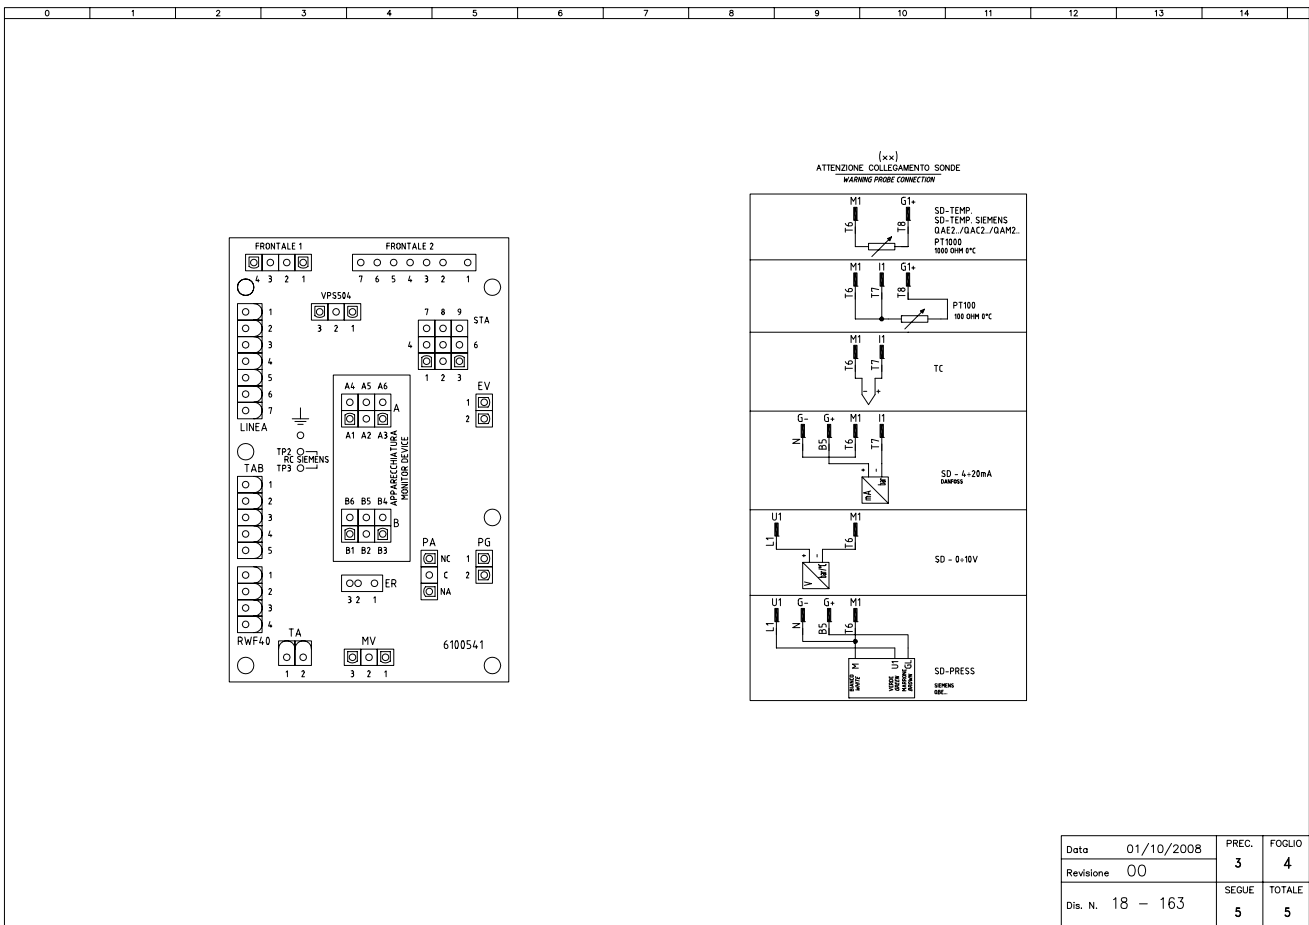 0 1 2 3 4 5 6 7 8 9 10 11 12 13 14
(xx)
ATTENZIONE COLLEGAMENTO SONDE
WARNING PROBE CONNECTION
FRONTALE 1
4 3 2 1
FRONTALE 2
7 6 5 4 3 2 1
VPS504
3 2 1
7 8 9
STA
4 6
1 2 3
EV
1
2
1
2
3
4
5
6
7
LINEA
TP2
RC SIEMENS
TP3
TAB
1
2
3
4
5
1
2
3
4
RWF40
A4 A5 A6
A
A1 A2 A3
APPARECCHIATURA
MONITOR DEVICE
B6 B5 B4
B
B1 B2 B3
PA
NC
C
NA
PG
1
2
ER
3 2 1
TA
1 2
MV
3 2 1
6100541
M1 G1+
T6 T8
SD-TEMP.
SD-TEMP. SIEMENS
QAE2../QAC2../QAM2..
PT1000
1000 OHM 0°C
M1 I1 G1+
T6 T7 T8
PT100
100 OHM 0°C
M1 I1
T6 T7
- +
TC
G- G+ M1 I1
N B5 T6 T7
+ -
mA bar
SD - 4÷20mA
DANFOSS
U1 M1
L1 T6
+ -
V bar/°C
SD - 0÷10V
U1 G- G+ M1
L1 N B5 T6
M U1 GL
BIANCO
WHITE
VERDE
GREEN
MARRONE
BROWN
SD-PRESS
SIEMENS
QBE...
Data 01/10/2008
Revisione 00
Dis. N. 18 - 163
PREC.
3
FOGLIO
4
SEGUE
5
TOTALE
5